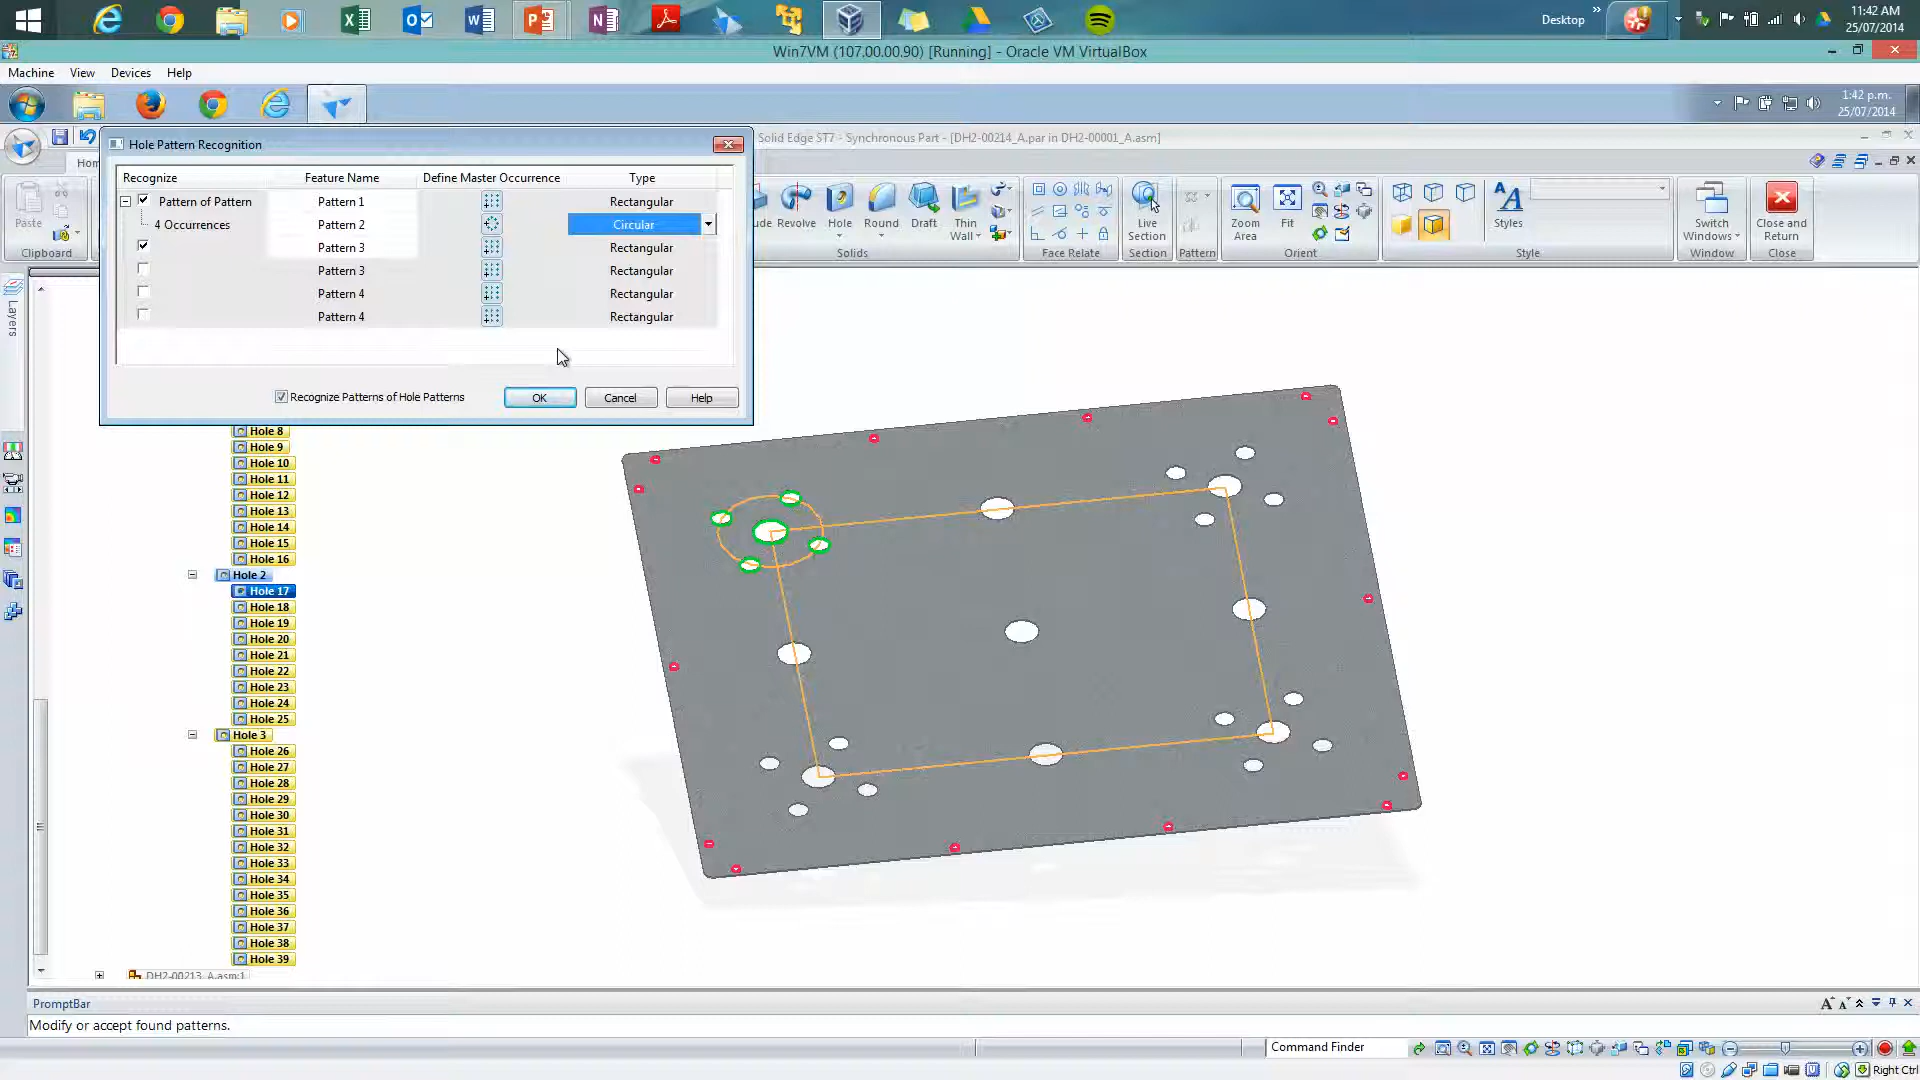 Desktop
11:42 AM
25/07/2014
Win7VM (107.00.00.90) [Running] - Oracle VM VirtualBox
Machine View Devices Help
1:42 p.m.
25/07/2014
Solid Edge ST7 - Synchronous Part - [DH2-00214_A.par in DH2-00001_A.asm]
Hole Pattern Recognition
Recognize Feature Name Define Master Occurrence Type
Pattern of Pattern Pattern 1 Rectangular
4 Occurrences Pattern 2 Circular
Pattern 3 Rectangular
Pattern 3 Rectangular
Pattern 4 Rectangular
Pattern 4 Rectangular
Recognize Patterns of Hole Patterns OK Cancel Help
Paste
Clipboard
Revolve
Hole
Round
Draft
Thin
Wall
Solids
Face Relate
Live
Section
Section
Pattern
Zoom
Area
Fit
Orient
Styles
Style
Switch
Windows
Window
Close and
Return
Close
Layers
Hole 8
Hole 9
Hole 10
Hole 11
Hole 12
Hole 13
Hole 14
Hole 15
Hole 16
Hole 2
Hole 17
Hole 18
Hole 19
Hole 20
Hole 21
Hole 22
Hole 23
Hole 24
Hole 25
Hole 3
Hole 26
Hole 27
Hole 28
Hole 29
Hole 30
Hole 31
Hole 32
Hole 33
Hole 34
Hole 35
Hole 36
Hole 37
Hole 38
Hole 39
DH2-00213_A.asm:1
PromptBar
Modify or accept found patterns.
Command Finder
Right Ctrl